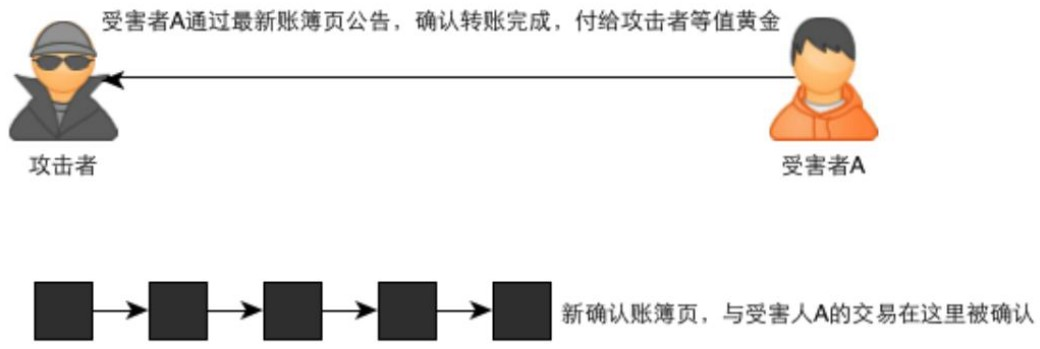 受害者A通过最新账簿页公告，确认转账完成，付给攻击者等值黄金
攻击者
受害者A
新确认账簿页，与受害人A的交易在这里被确认